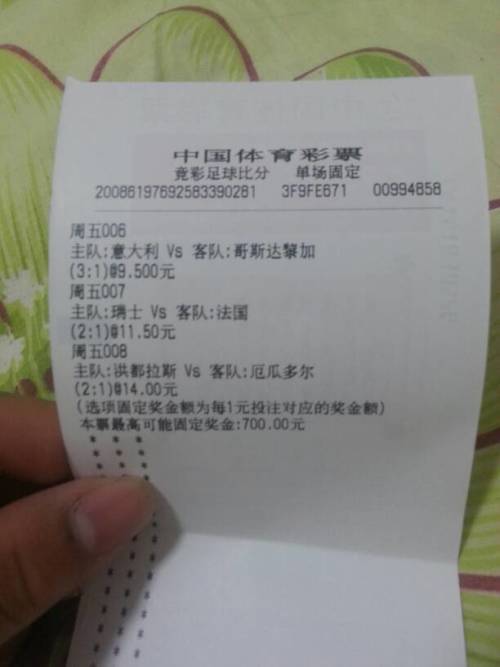 中国体育彩票
竞彩足球比分 单场固定
20086197692583390281 3F9FE671 00994858
周五006
主队:意大利 Vs 客队:哥斯达黎加
(3:1)@9.500元
周五007
主队:瑞士 Vs 客队:法国
(2:1)@11.50元
周五008
主队:洪都拉斯 Vs 客队:厄瓜多尔
(2:1)@14.00元
(选项固定奖金额为每1元投注对应的奖金额)
本票最高可能固定奖金:700.00元